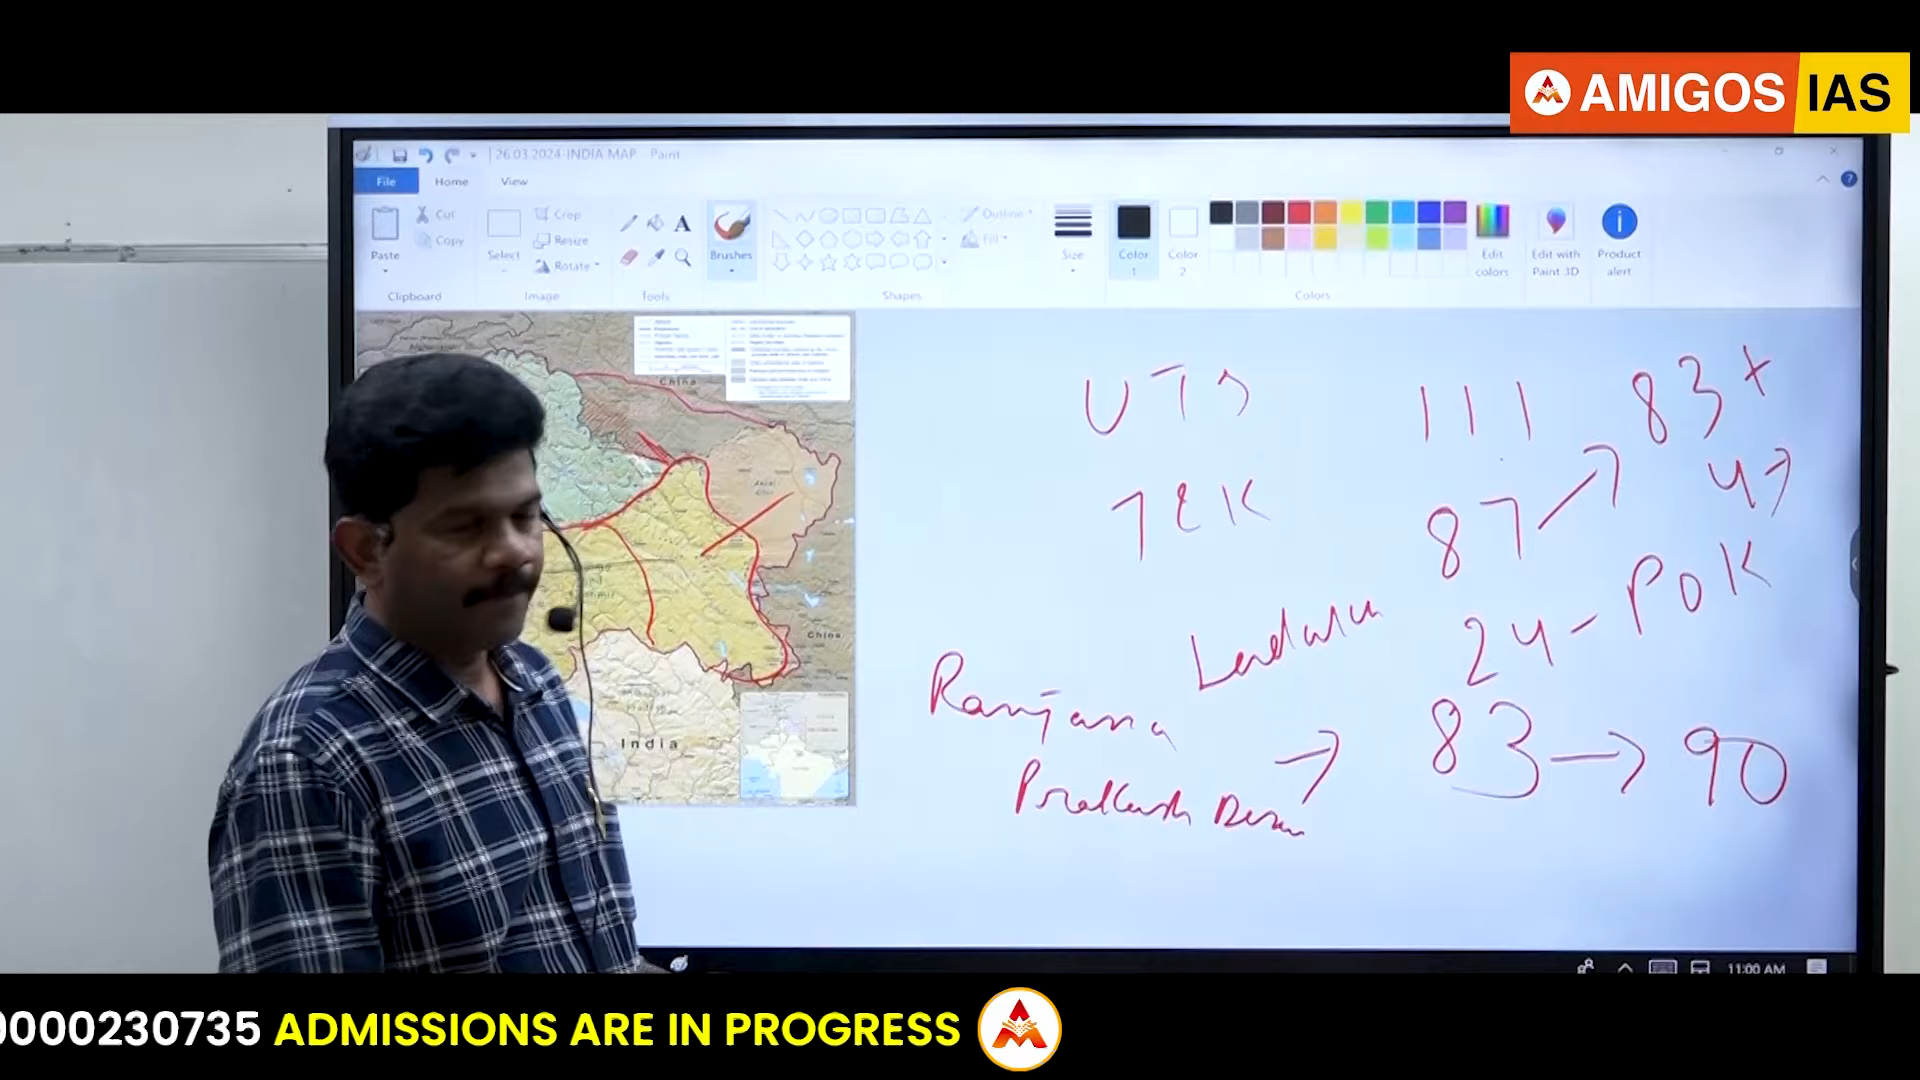 AMIGOS IAS
26.03.2024-INDIA MAP Paint
File Home View
Paste
Cut
Copy
Clipboard
Select
Crop
Resize
Rotate
Image
A
Tools
Brushes
Shapes
Outline
Fill
Size
Color 1
Color 2
Colors
Edit colors
Edit with Paint 3D
Product alert
China
China
India
UTS 111 83+
J&K 87 4
24 - POK
Ranjana
Prakash Desai → 83 → 90
11:00 AM
9000230735 ADMISSIONS ARE IN PROGRESS